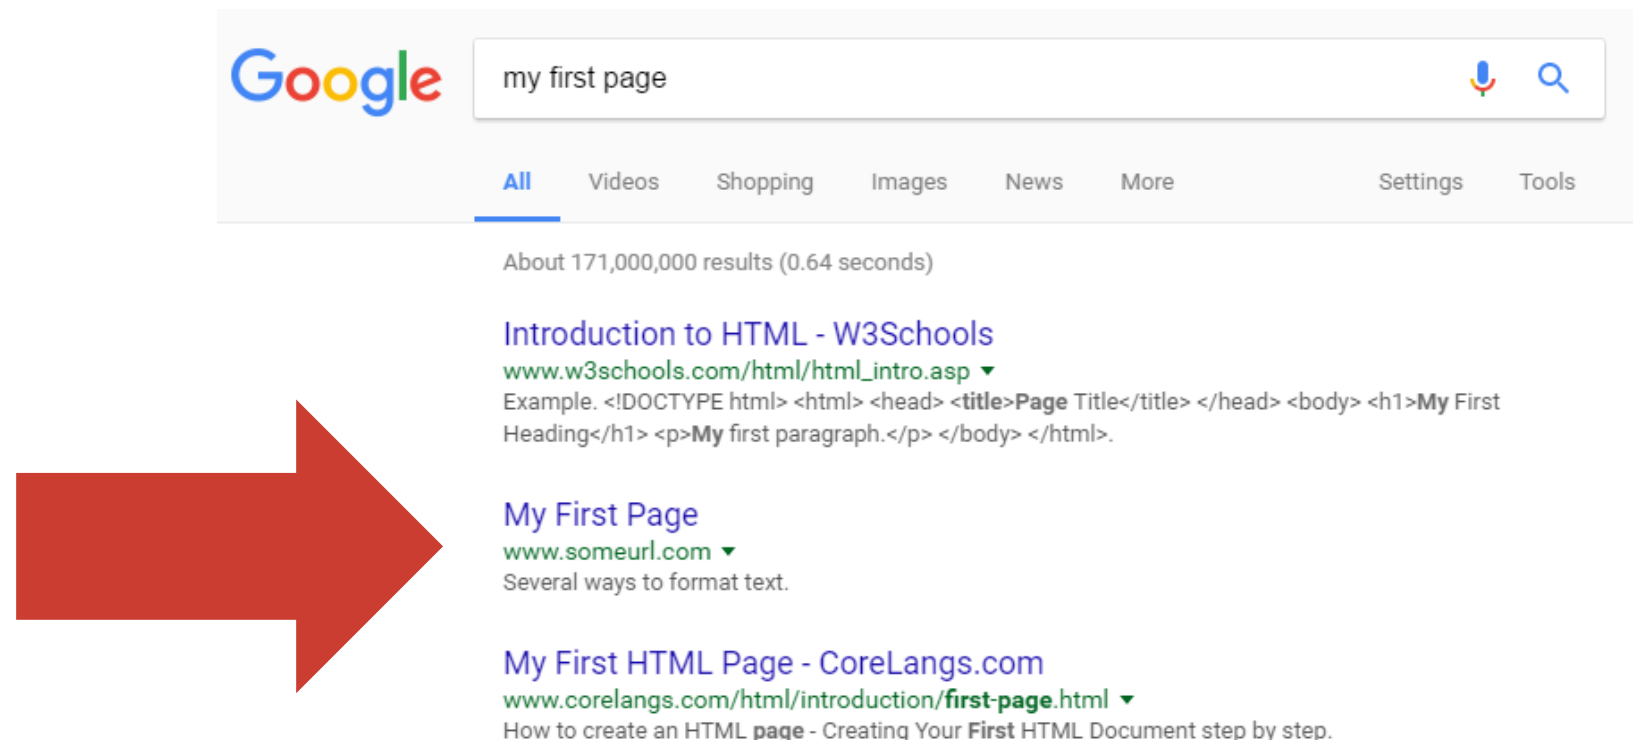 Google my first page
All Videos Shopping Images News More Settings Tools
About 171,000,000 results (0.64 seconds)
Introduction to HTML - W3Schools
www.w3schools.com/html/html_intro.asp
Example. <!DOCTYPE html> <html> <head> <title>Page Title</title> </head> <body> <h1>My First
Heading</h1> <p>My first paragraph.</p> </body> </html>.
My First Page
www.someurl.com
Several ways to format text.
My First HTML Page - CoreLangs.com
www.corelangs.com/html/introduction/first-page.html
How to create an HTML page - Creating Your First HTML Document step by step.